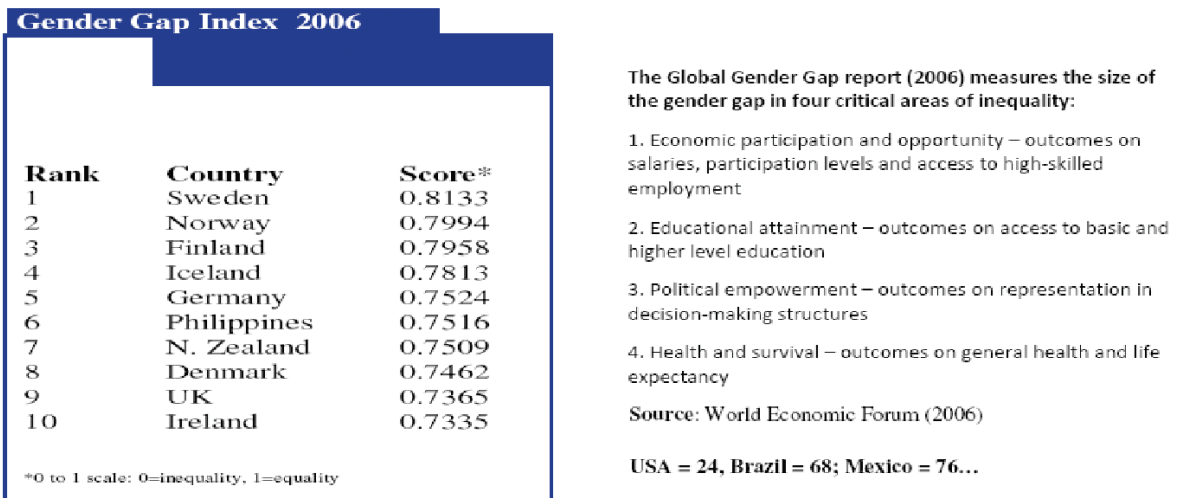 Gender Gap Index 2006
Rank Country Score*
1 Sweden 0.8133
2 Norway 0.7994
3 Finland 0.7958
4 Iceland 0.7813
5 Germany 0.7524
6 Philippines 0.7516
7 N. Zealand 0.7509
8 Denmark 0.7462
9 UK 0.7365
10 Ireland 0.7335
*0 to 1 scale: 0=inequality, 1=equality
The Global Gender Gap report (2006) measures the size of
the gender gap in four critical areas of inequality:
1. Economic participation and opportunity – outcomes on
salaries, participation levels and access to high-skilled
employment
2. Educational attainment – outcomes on access to basic and
higher level education
3. Political empowerment – outcomes on representation in
decision-making structures
4. Health and survival – outcomes on general health and life
expectancy
Source: World Economic Forum (2006)
USA = 24, Brazil = 68; Mexico = 76…